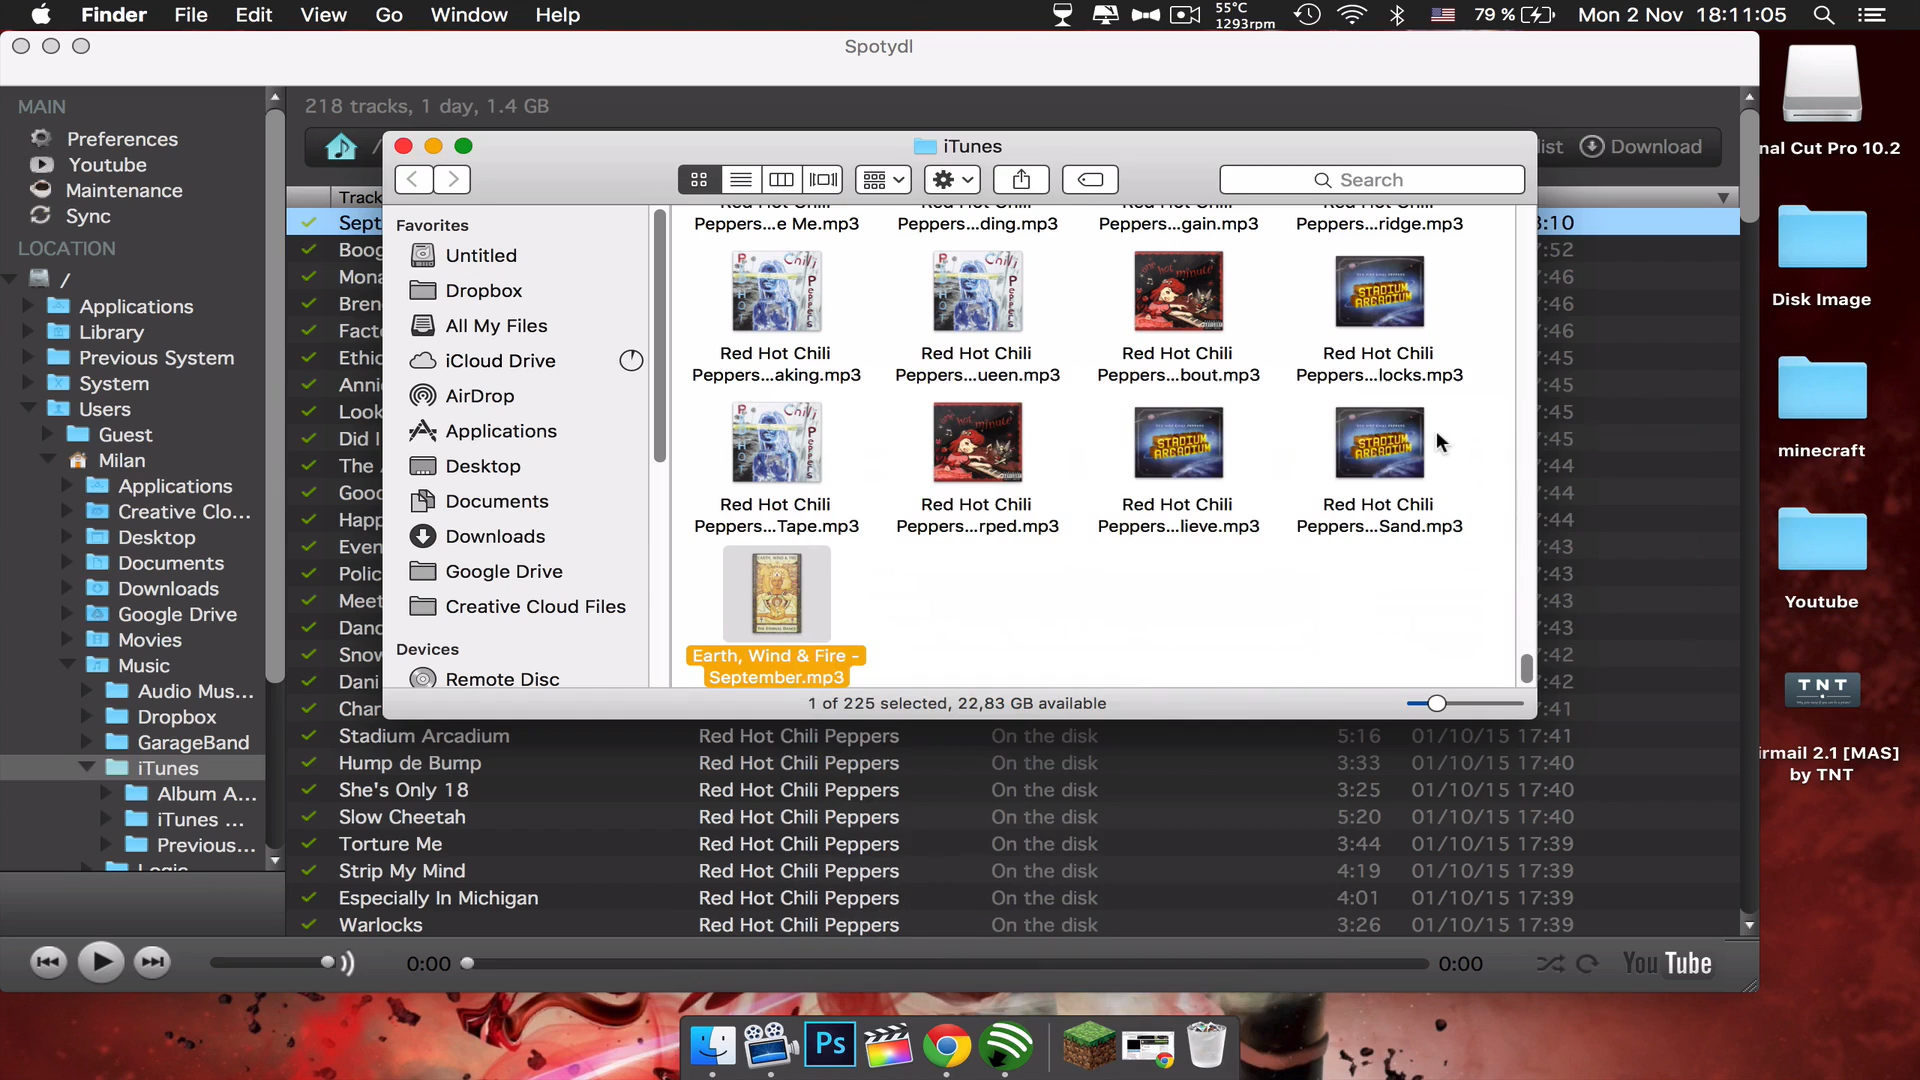 Finder File Edit View Go Window Help
55°C
1293rpm
79 %
Mon 2 Nov 18:11:05
Spotydl
MAIN
Preferences
Youtube
Maintenance
Sync
LOCATION
/
Applications
Library
Previous System
System
Users
Guest
Milan
Applications
Creative Clo...
Desktop
Documents
Downloads
Google Drive
Movies
Music
Audio Mus...
Dropbox
GarageBand
iTunes
Album A...
iTunes ...
Previous...
218 tracks, 1 day, 1.4 GB
/
Download
iTunes
Search
Favorites
Untitled
Dropbox
All My Files
iCloud Drive
AirDrop
Applications
Desktop
Documents
Downloads
Google Drive
Creative Cloud Files
Devices
Remote Disc
Peppers...e Me.mp3
Peppers...ding.mp3
Peppers...gain.mp3
Peppers...ridge.mp3
Red Hot Chili
Peppers...aking.mp3
Red Hot Chili
Peppers...ueen.mp3
Red Hot Chili
Peppers...bout.mp3
Red Hot Chili
Peppers...locks.mp3
Red Hot Chili
Peppers...Tape.mp3
Red Hot Chili
Peppers...rped.mp3
Red Hot Chili
Peppers...lieve.mp3
Red Hot Chili
Peppers...Sand.mp3
Earth, Wind & Fire -
September.mp3
1 of 225 selected, 22,83 GB available
Stadium Arcadium Red Hot Chili Peppers On the disk 5:16 01/10/15 17:41
Hump de Bump Red Hot Chili Peppers On the disk 3:33 01/10/15 17:40
She's Only 18 Red Hot Chili Peppers On the disk 3:25 01/10/15 17:40
Slow Cheetah Red Hot Chili Peppers On the disk 5:20 01/10/15 17:40
Torture Me Red Hot Chili Peppers On the disk 3:44 01/10/15 17:39
Strip My Mind Red Hot Chili Peppers On the disk 4:19 01/10/15 17:39
Especially In Michigan Red Hot Chili Peppers On the disk 4:01 01/10/15 17:39
Warlocks Red Hot Chili Peppers On the disk 3:26 01/10/15 17:39
0:00
0:00
YouTube
nal Cut Pro 10.2
Disk Image
minecraft
Youtube
TNT
irmail 2.1 [MAS]
by TNT
Ps